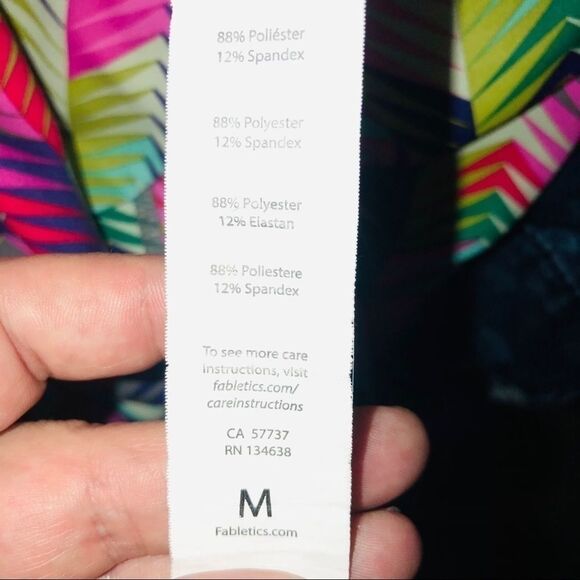 88% Poliéster
12% Spandex
88% Polyester
12% Spandex
88% Polyester
12% Elastan
88% Poliestere
12% Spandex
To see more care
instructions, visit
fabletics.com/
careinstructions
CA 57737
RN 134638
M
Fabletics.com